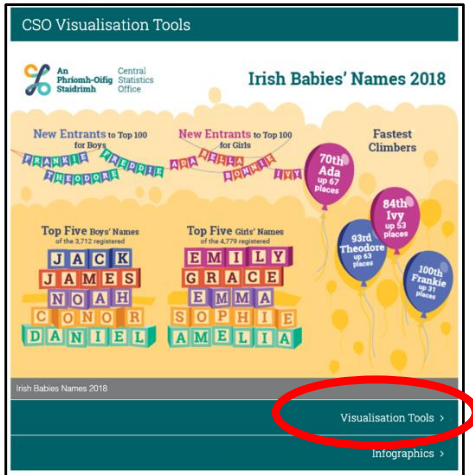 CSO Visualisation Tools
An
Phríomh-Oifig
Staidrimh
Central
Statistics
Office
Irish Babies' Names 2018
New Entrants to Top 100
for Boys
FRANKIE
FREDDIE
THEODORE
New Entrants to Top 100
for Girls
ADA
BELLA
BONNIE
IVY
Fastest
Climbers
70th
Ada
up 67
places
84th
Ivy
up 53
places
93rd
Theodore
up 63
places
100th
Frankie
up 31
places
Top Five Boys' Names
of the 3,712 registered
JACK
JAMES
NOAH
CONOR
DANIEL
Top Five Girls' Names
of the 4,779 registered
EMILY
GRACE
EMMA
SOPHIE
AMELIA
Irish Babies Names 2018
Visualisation Tools >
Infographics >